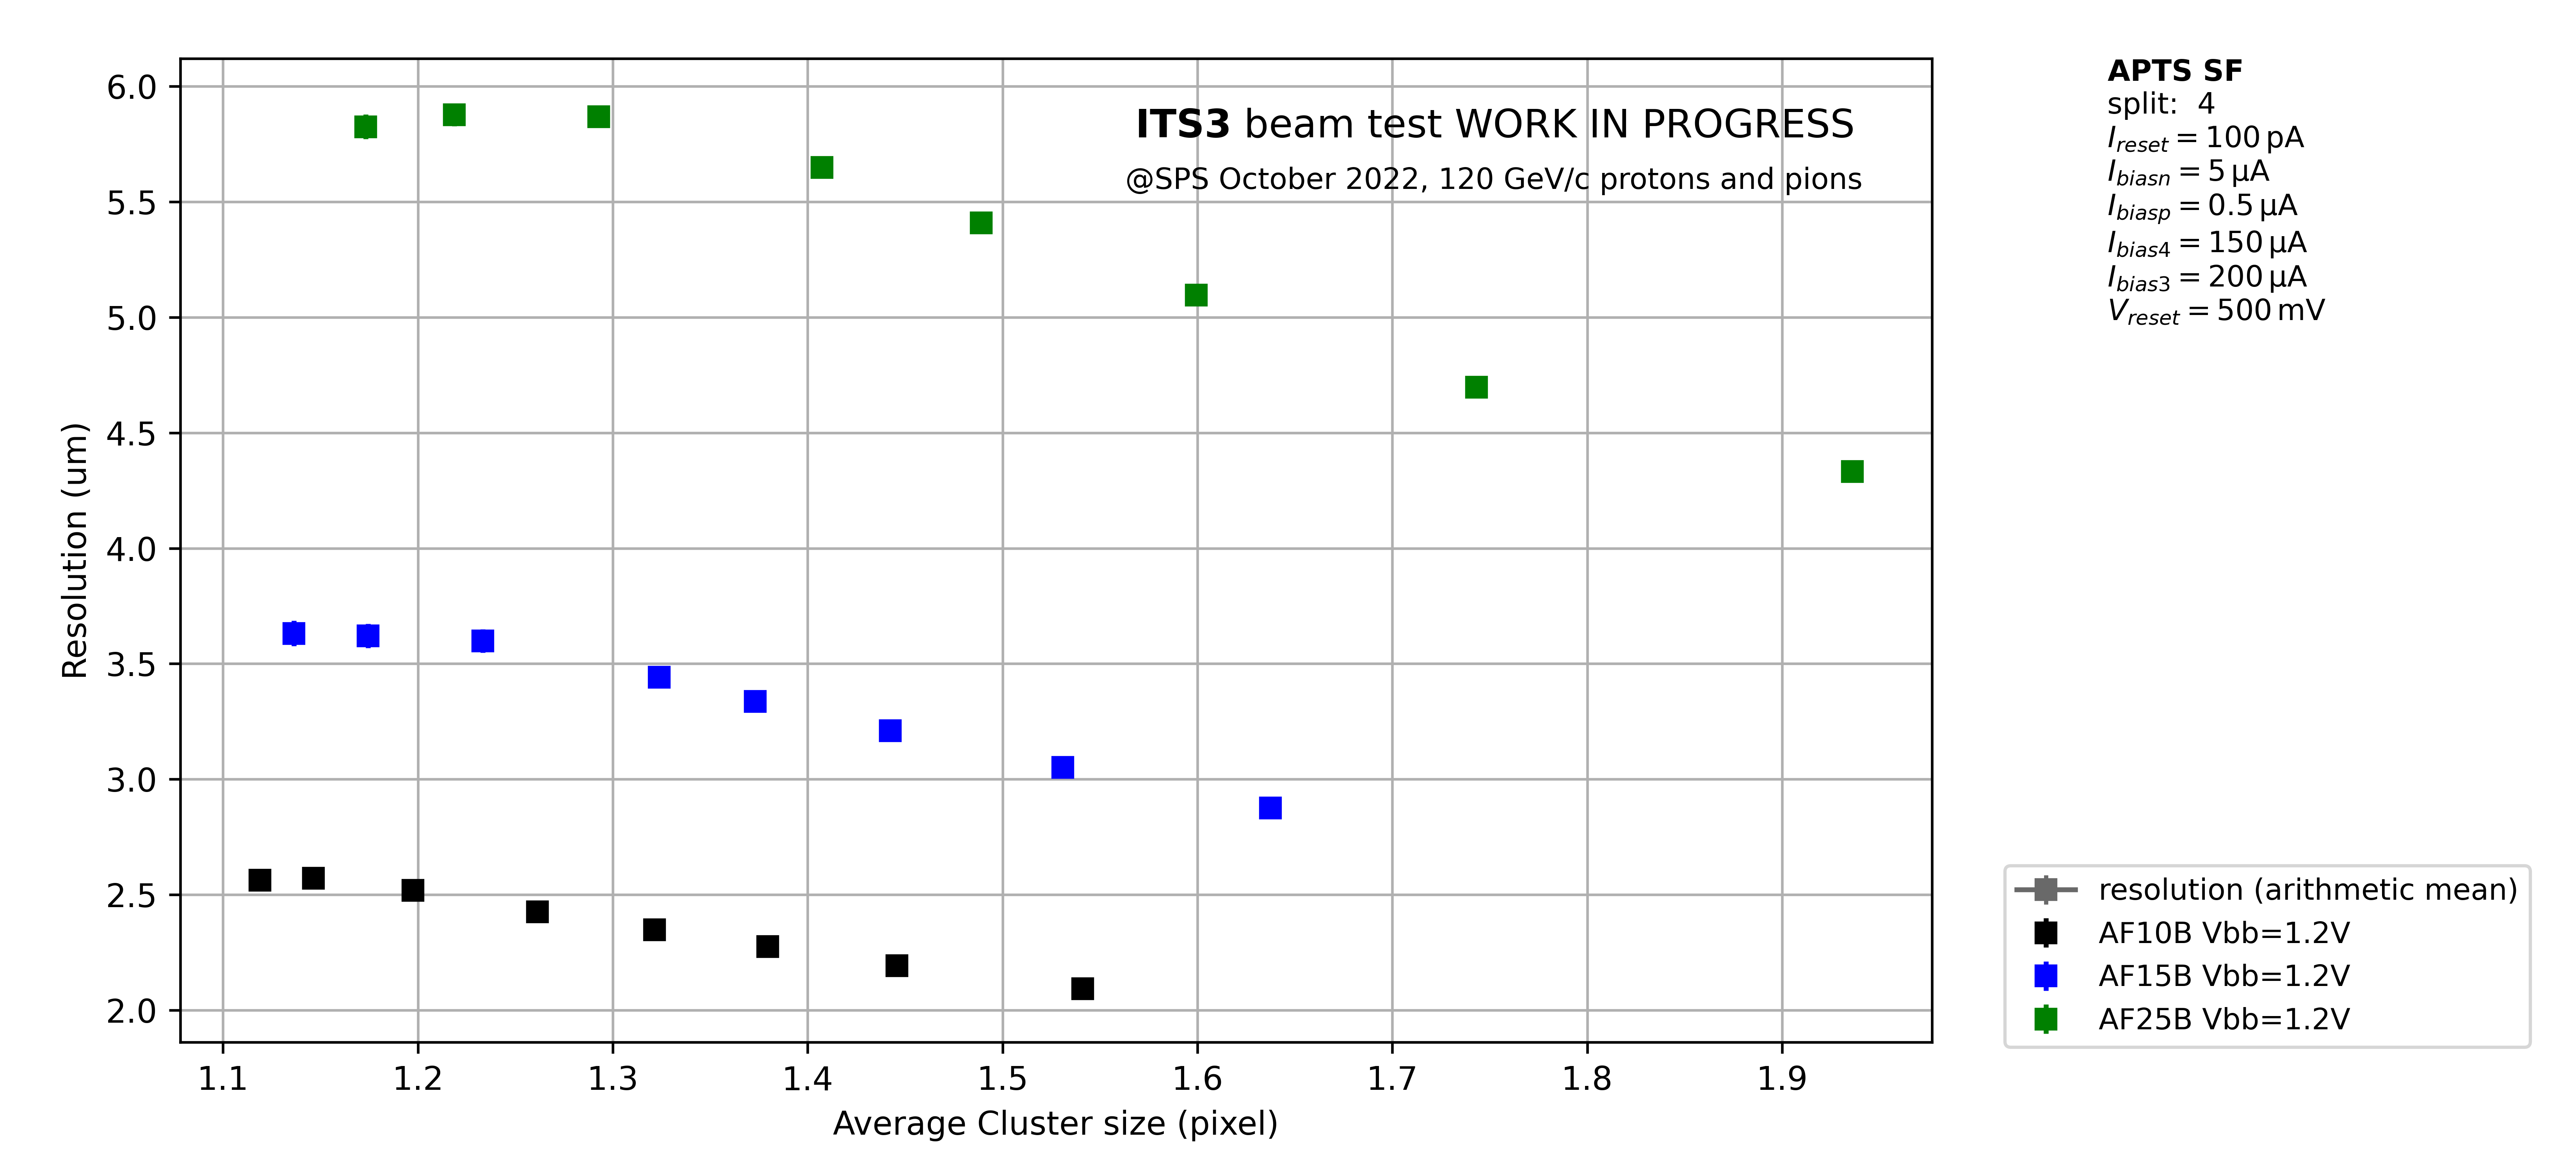 ITS3 beam test WORK IN PROGRESS
@SPS October 2022, 120 GeV/c protons and pions
6.0
5.5
5.0
4.5
4.0
3.5
3.0
2.5
2.0
Resolution (um)
1.1 1.2 1.3 1.4 1.5 1.6 1.7 1.8 1.9
Average Cluster size (pixel)
APTS SF
split: 4
I_reset = 100 pA
I_biasn = 5 µA
I_biasp = 0.5 µA
I_bias4 = 150 µA
I_bias3 = 200 µA
V_reset = 500 mV
resolution (arithmetic mean)
AF10B Vbb=1.2V
AF15B Vbb=1.2V
AF25B Vbb=1.2V